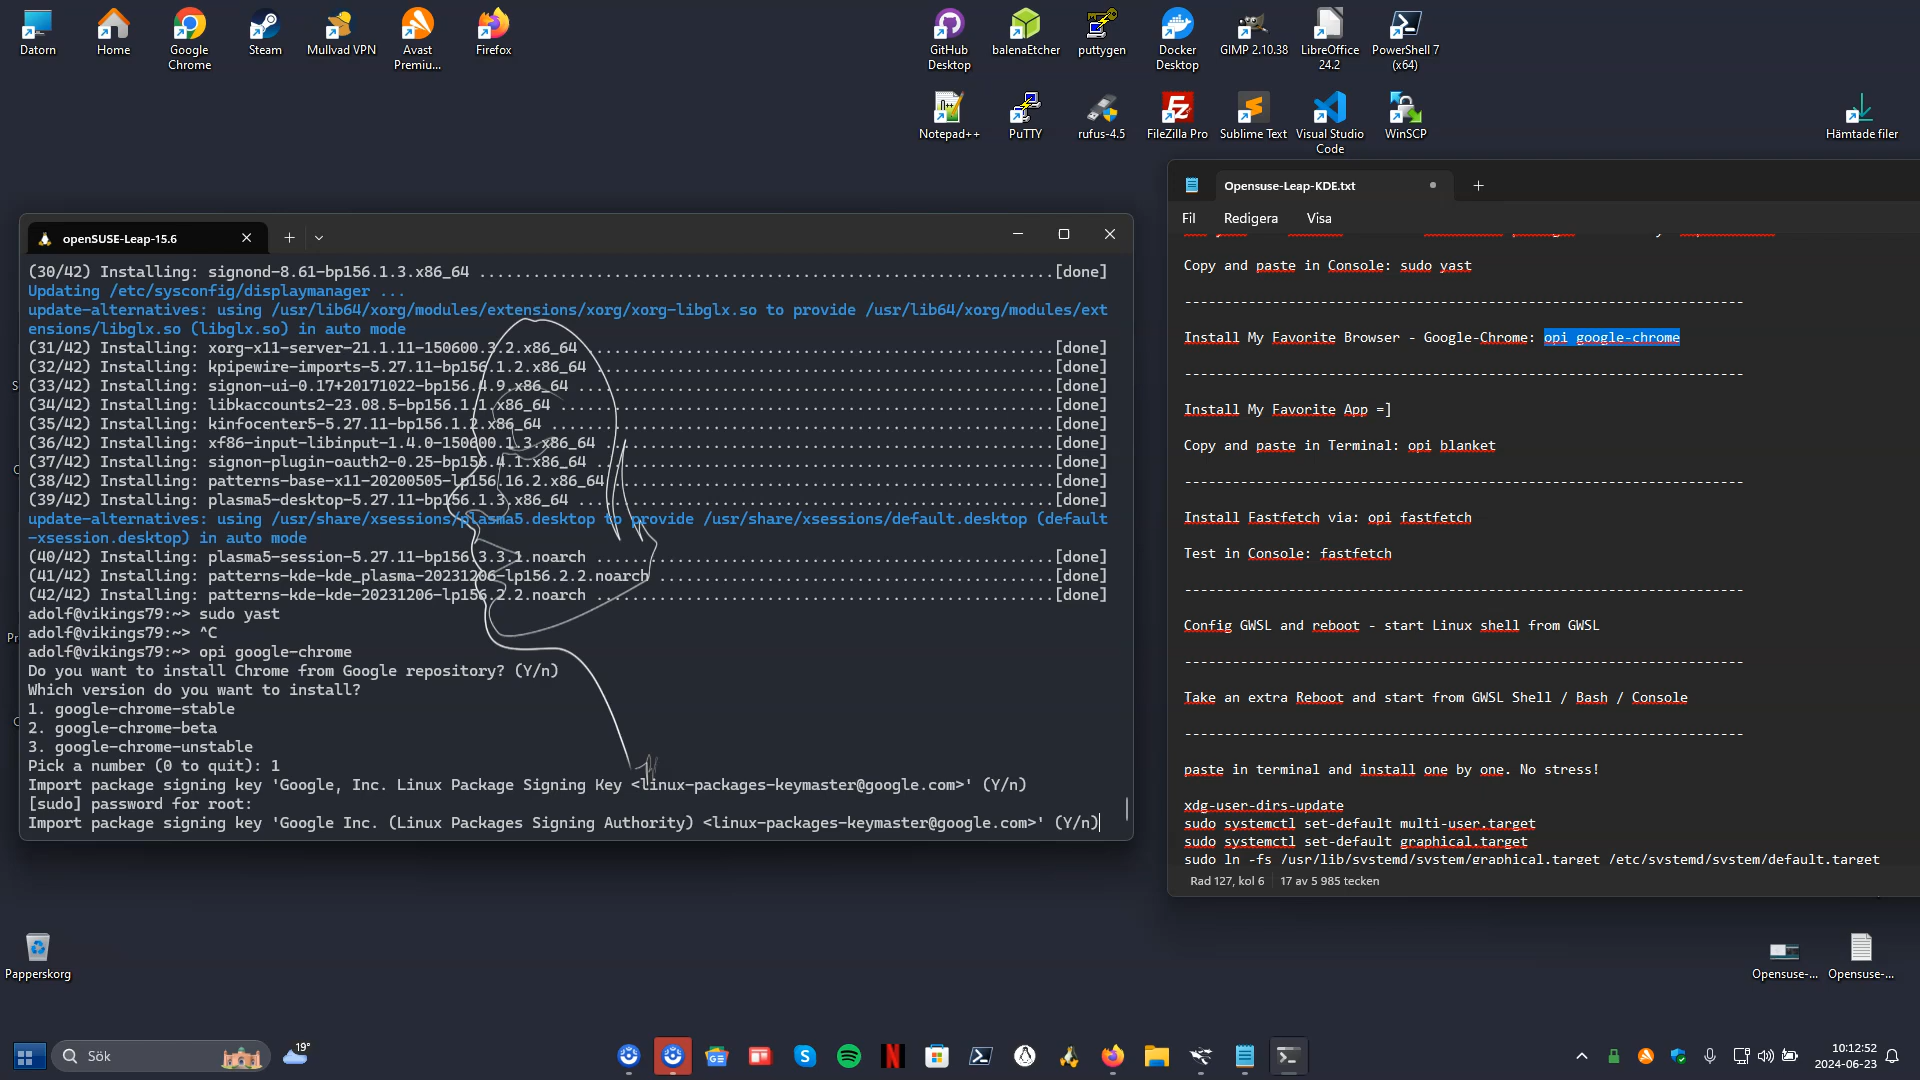 Datorn
Home
Google Chrome
Steam
Mullvad VPN
Avast Premiu...
Firefox
GitHub Desktop
balenaEtcher
puttygen
Docker Desktop
GIMP 2.10.38
LibreOffice 24.2
PowerShell 7 (x64)
Notepad++
PuTTY
rufus-4.5
FileZilla Pro
Sublime Text
Visual Studio Code
WinSCP
Hämtade filer
openSUSE-Leap-15.6
(30/42) Installing: signond-8.61-bp156.1.3.x86_64 ................................................................[done]
Updating /etc/sysconfig/displaymanager ...
update-alternatives: using /usr/lib64/xorg/modules/extensions/xorg/xorg-libglx.so to provide /usr/lib64/xorg/modules/ext
ensions/libglx.so (libglx.so) in auto mode
(31/42) Installing: xorg-x11-server-21.1.11-150600.3.2.x86_64 ....................................................[done]
(32/42) Installing: kpipewire-imports-5.27.11-bp156.1.2.x86_64 ...................................................[done]
(33/42) Installing: signon-ui-0.17+20171022-bp156.4.9.x86_64 .....................................................[done]
(34/42) Installing: libkaccounts2-23.08.5-bp156.1.1.x86_64 .......................................................[done]
(35/42) Installing: kinfocenter5-5.27.11-bp156.1.2.x86_64 ........................................................[done]
(36/42) Installing: xf86-input-libinput-1.4.0-150600.1.3.x86_64 ..................................................[done]
(37/42) Installing: signon-plugin-oauth2-0.25-bp156.4.1.x86_64 ...................................................[done]
(38/42) Installing: patterns-base-x11-20200505-lp156.16.2.x86_64 .................................................[done]
(39/42) Installing: plasma5-desktop-5.27.11-bp156.1.3.x86_64 .....................................................[done]
update-alternatives: using /usr/share/xsessions/plasma5.desktop to provide /usr/share/xsessions/default.desktop (default
-xsession.desktop) in auto mode
(40/42) Installing: plasma5-session-5.27.11-bp156.3.3.1.noarch ...................................................[done]
(41/42) Installing: patterns-kde-kde_plasma-20231206-lp156.2.2.noarch ............................................[done]
(42/42) Installing: patterns-kde-kde-20231206-lp156.2.2.noarch ...................................................[done]
adolf@vikings79:~> sudo yast
adolf@vikings79:~> ^C
adolf@vikings79:~> opi google-chrome
Do you want to install Chrome from Google repository? (Y/n)
Which version do you want to install?
1. google-chrome-stable
2. google-chrome-beta
3. google-chrome-unstable
Pick a number (0 to quit): 1
Import package signing key 'Google, Inc. Linux Package Signing Key <linux-packages-keymaster@google.com>' (Y/n)
[sudo] password for root:
Import package signing key 'Google Inc. (Linux Packages Signing Authority) <linux-packages-keymaster@google.com>' (Y/n)
Opensuse-Leap-KDE.txt
Fil Redigera Visa
Copy and paste in Console: sudo yast
----------------------------------------------------------------------
Install My Favorite Browser - Google-Chrome: opi google-chrome
----------------------------------------------------------------------
Install My Favorite App =]
Copy and paste in Terminal: opi blanket
----------------------------------------------------------------------
Install Fastfetch via: opi fastfetch
Test in Console: fastfetch
----------------------------------------------------------------------
Config GWSL and reboot - start Linux shell from GWSL
----------------------------------------------------------------------
Take an extra Reboot and start from GWSL Shell / Bash / Console
----------------------------------------------------------------------
paste in terminal and install one by one. No stress!
xdg-user-dirs-update
sudo systemctl set-default multi-user.target
sudo systemctl set-default graphical.target
sudo ln -fs /usr/lib/systemd/system/graphical.target /etc/systemd/system/default.target
Rad 127, kol 6 17 av 5 985 tecken
Papperskorg
Opensuse-...
Opensuse-...
Sök
19°
10:12:52
2024-06-23